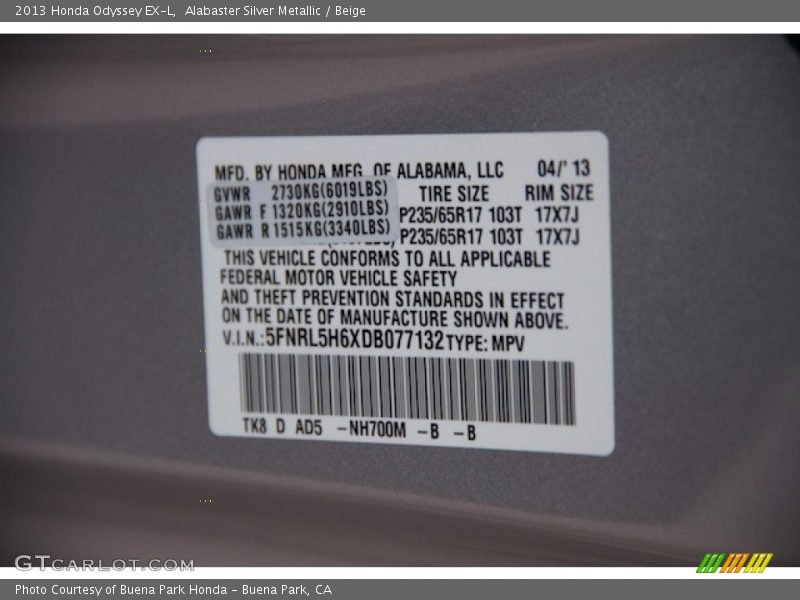 2013 Honda Odyssey EX-L, Alabaster Silver Metallic / Beige
MFD. BY HONDA MFG. OF ALABAMA, LLC 04/' 13
GVWR 2730KG(6019LBS) TIRE SIZE RIM SIZE
GAWR F 1320KG(2910LBS) P235/65R17 103T 17X7J
GAWR R 1515KG(3340LBS) P235/65R17 103T 17X7J
THIS VEHICLE CONFORMS TO ALL APPLICABLE
FEDERAL MOTOR VEHICLE SAFETY
AND THEFT PREVENTION STANDARDS IN EFFECT
ON THE DATE OF MANUFACTURE SHOWN ABOVE.
V.I.N.:5FNRL5H6XDB077132 TYPE: MPV
TK8 D AD5 -NH700M -B -B
GTCARLOT.COM
Photo Courtesy of Buena Park Honda - Buena Park, CA